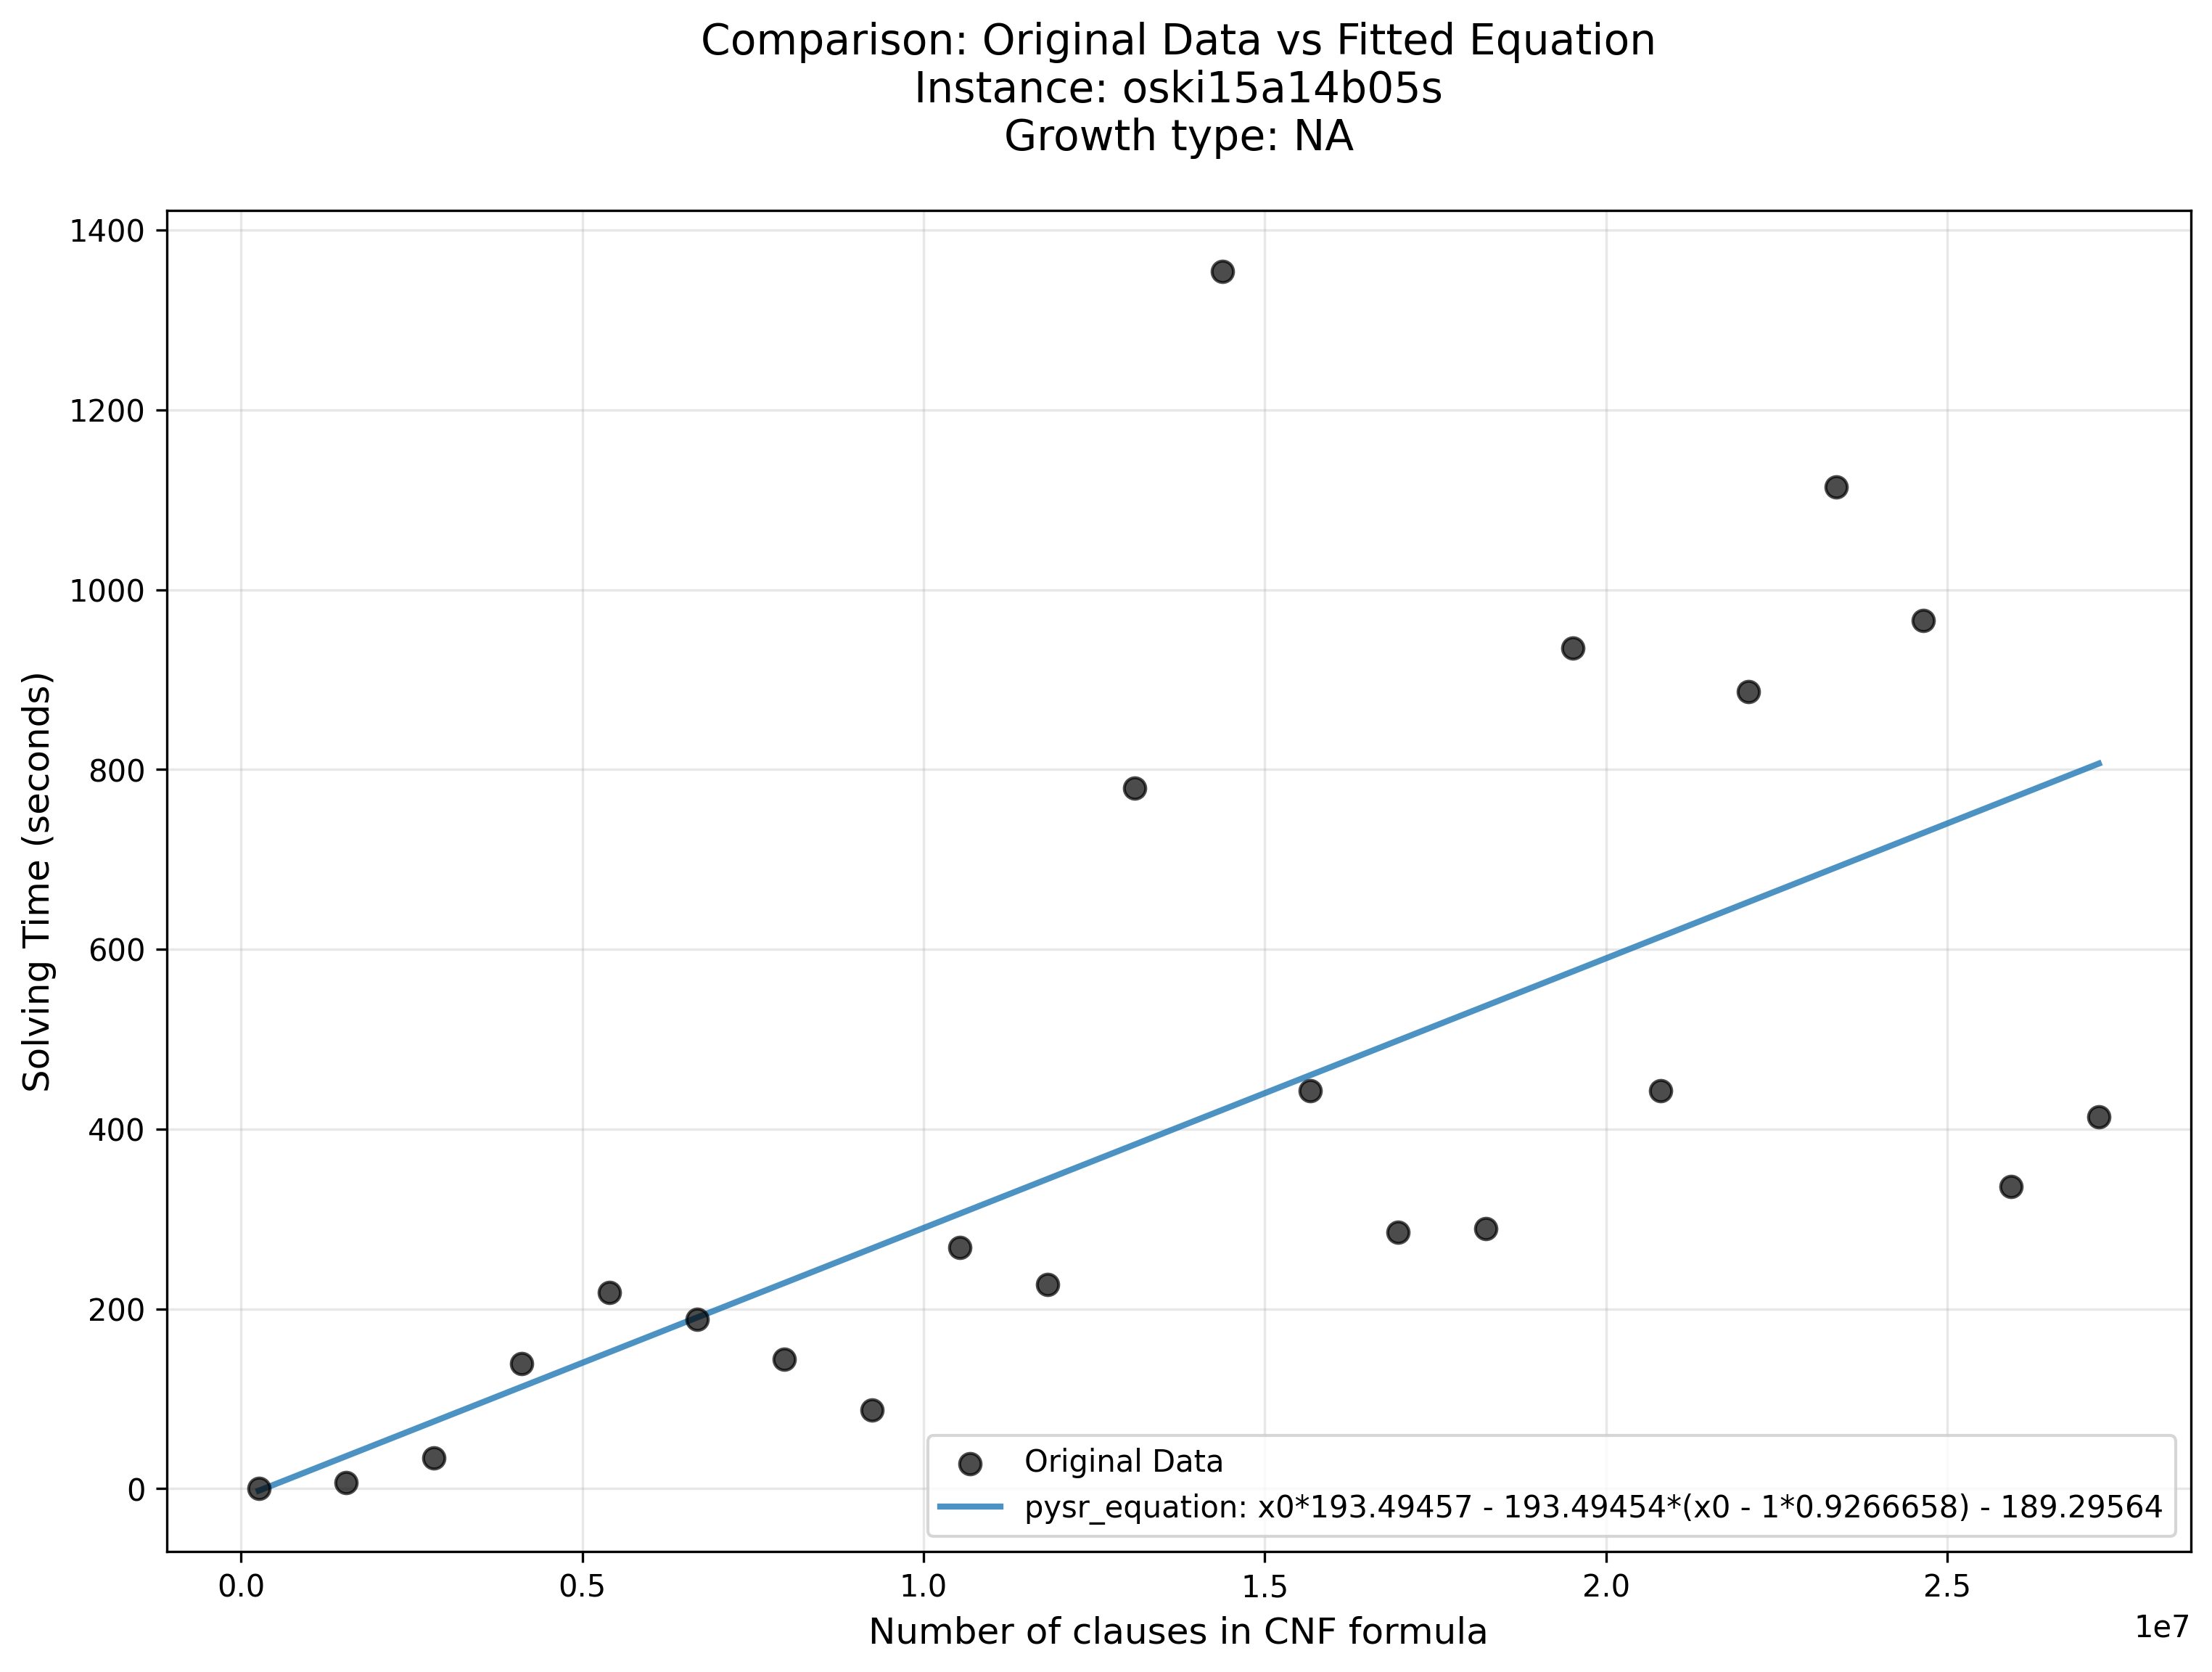 Comparison: Original Data vs Fitted Equation
Instance: oski15a14b05s
Growth type: NA
1400
1200
1000
800
600
400
200
0
Solving Time (seconds)
Original Data
pysr_equation: x0*193.49457 - 193.49454*(x0 - 1*0.9266658) - 189.29564
0.0 0.5 1.0 1.5 2.0 2.5
1e7
Number of clauses in CNF formula